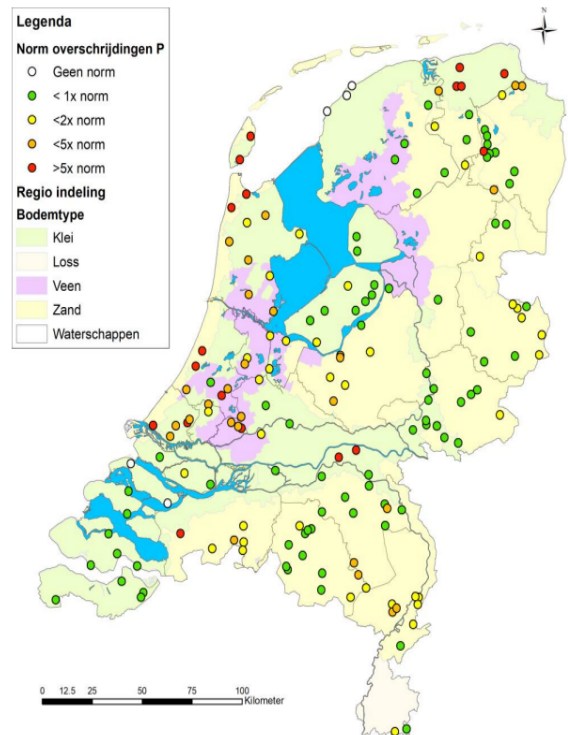 Legenda
Norm overschrijdingen P
Geen norm
< 1x norm
<2x norm
<5x norm
>5x norm
Regio indeling
Bodemtype
Klei
Loss
Veen
Zand
Waterschappen
N
0 12.5 25 50 75 100
Kilometer